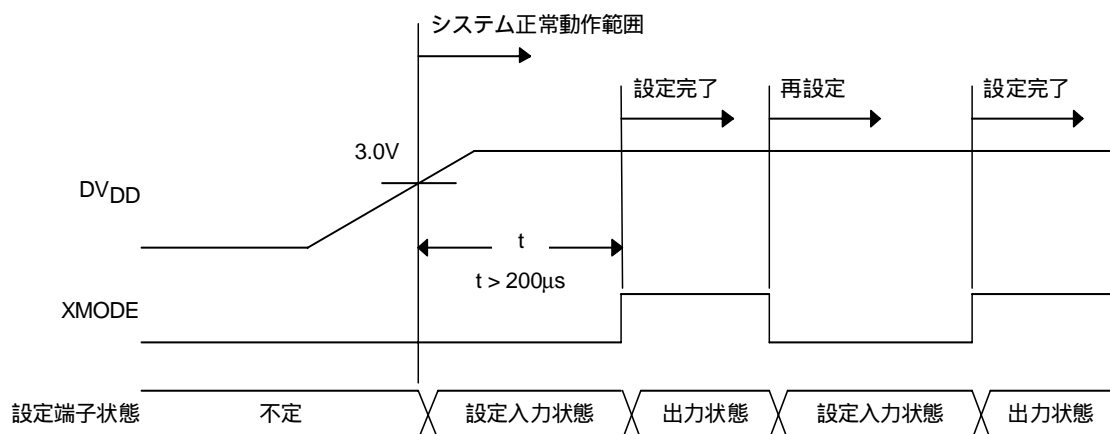 システム正常動作範囲
設定完了
再設定
設定完了
3.0V
DVDD
t
t > 200μs
XMODE
設定端子状態
不定
設定入力状態
出力状態
設定入力状態
出力状態